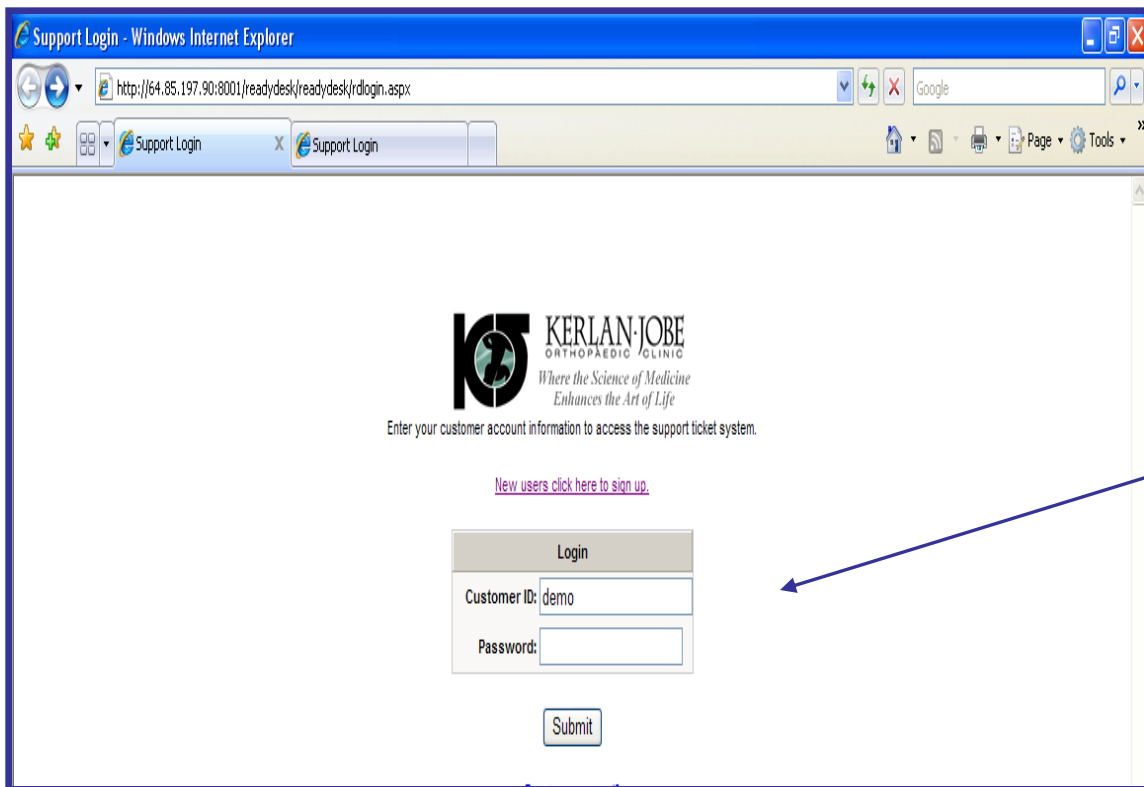 Support Login - Windows Internet Explorer
http://64.85.197.90:8001/readydesk/readydesk/rdlogin.aspx
Google
Support Login
Support Login
Page
Tools
KERLAN·JOBE
ORTHOPAEDIC CLINIC
Where the Science of Medicine
Enhances the Art of Life
Enter your customer account information to access the support ticket system.
New users click here to sign up.
Login
Customer ID: demo
Password:
Submit